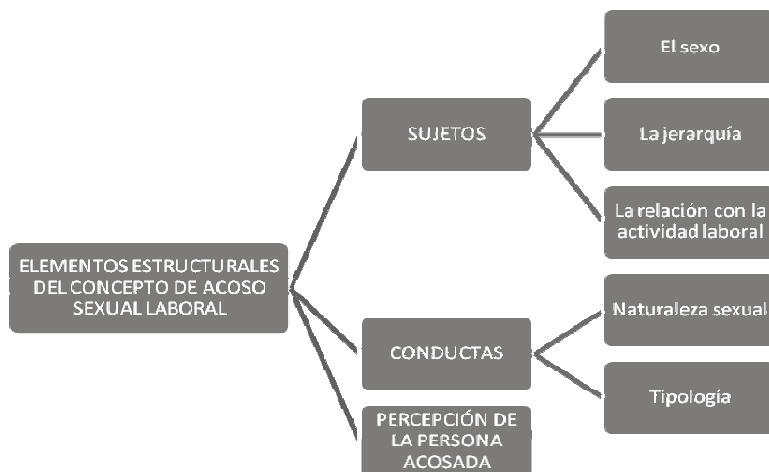 El sexo
SUJETOS
La jerarquía
La relación con la
actividad laboral
ELEMENTOS ESTRUCTURALES
DEL CONCEPTO DE ACOSO
SEXUAL LABORAL
Naturaleza sexual
CONDUCTAS
Tipología
PERCEPCIÓN DE
LA PERSONA
ACOSADA